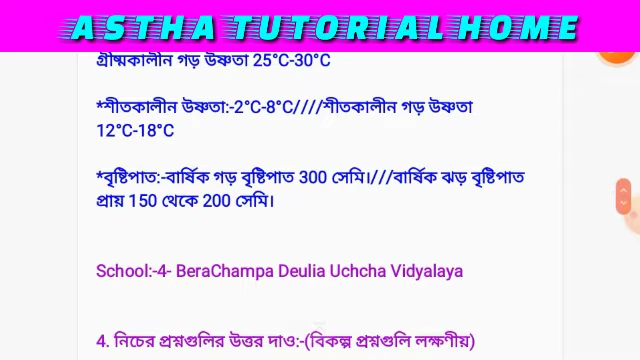 ASTHA TUTORIAL HOME
গ্রীষ্মকালীন গড় উষ্ণতা 25°C-30°C
*শীতকালীন উষ্ণতা:-2°C-8°C////শীতকালীন গড় উষ্ণতা
12°C-18°C
*বৃষ্টিপাত:-বার্ষিক গড় বৃষ্টিপাত 300 সেমি।///বার্ষিক ঝড় বৃষ্টিপাত
প্রায় 150 থেকে 200 সেমি।
School:-4- BeraChampa Deulia Uchcha Vidyalaya
4. নিচের প্রশ্নগুলির উত্তর দাও:-(বিকল্প প্রশ্নগুলি লক্ষণীয়)